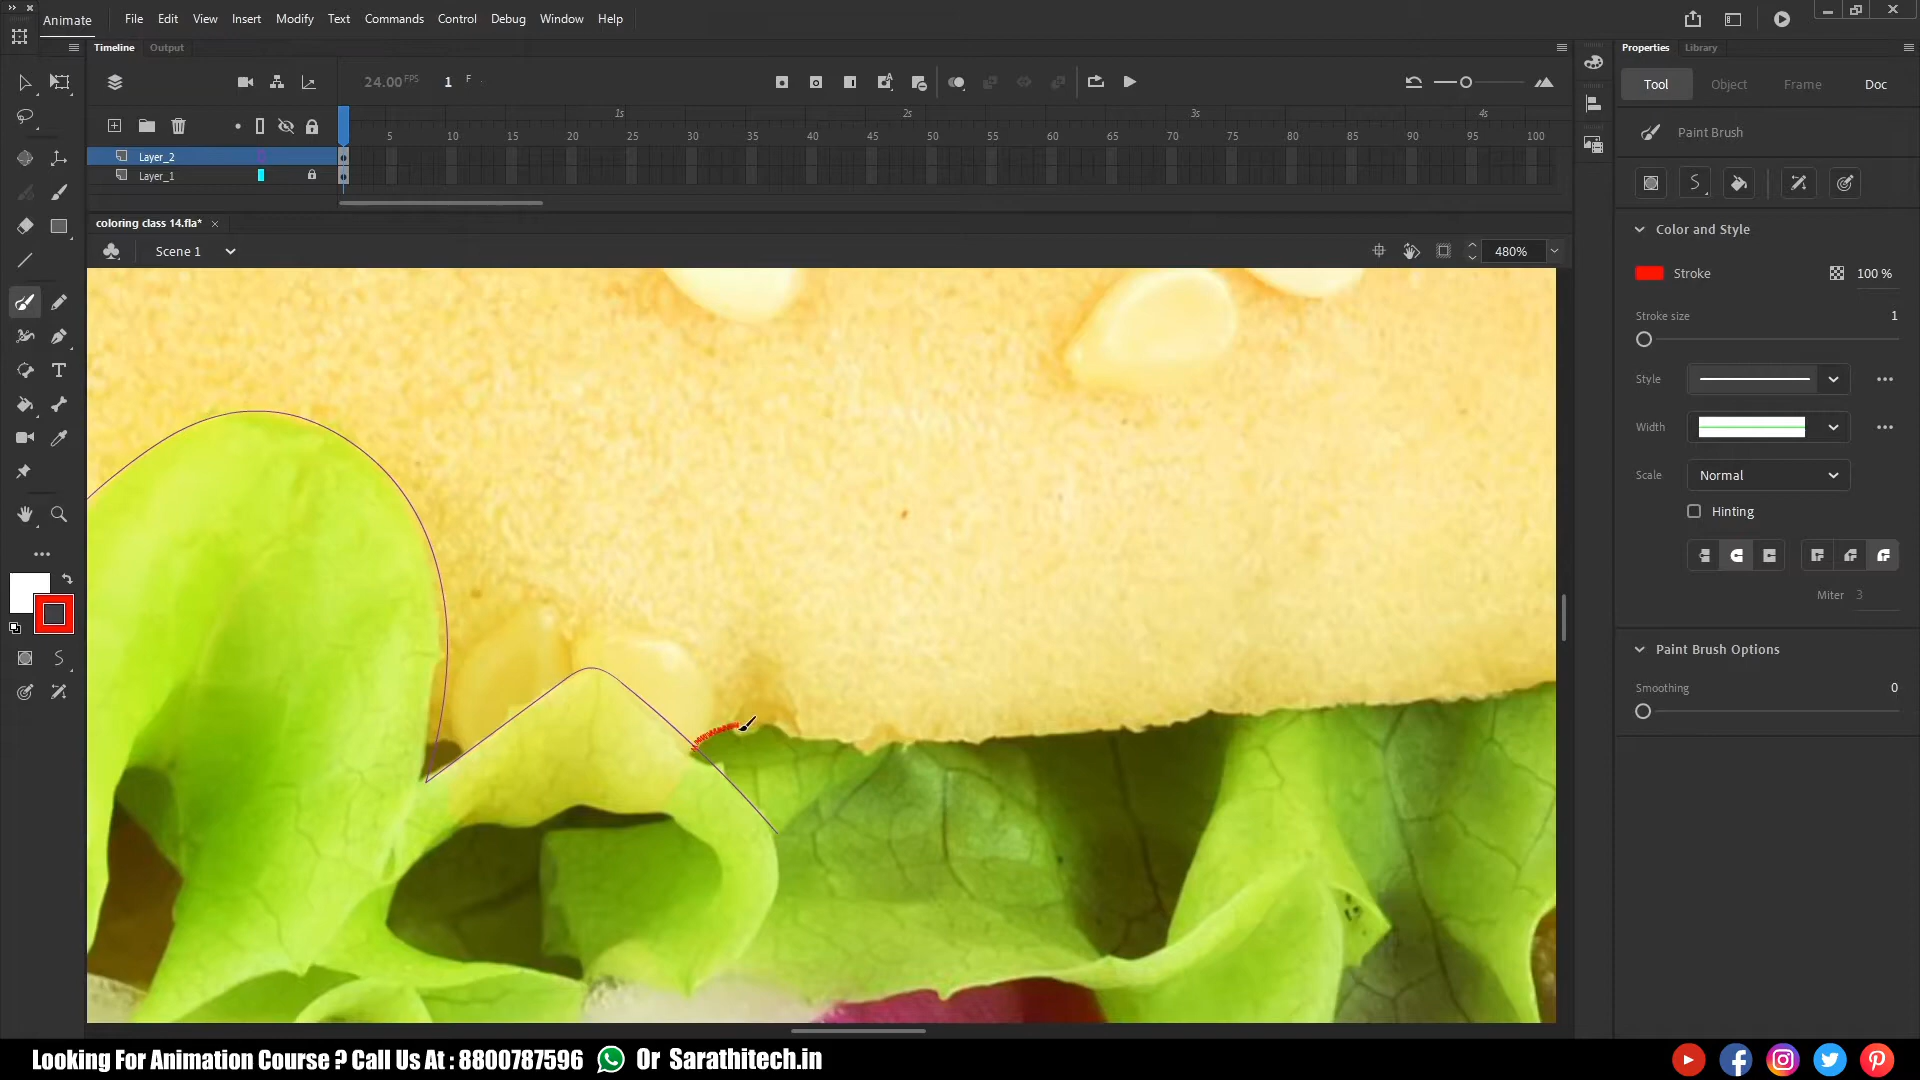 Animate
File Edit View Insert Modify Text Commands Control Debug Window Help
Timeline Output
Properties Library
24.00 FPS 1 F
Tool Object Frame Doc
1s 2s 3s 4s
5 10 15 20 25 30 35 40 45 50 55 60 65 70 75 80 85 90 95 100
Paint Brush
Layer_2
Layer_1
coloring class 14.fla*
Color and Style
Scene 1
480%
Stroke 100 %
Stroke size 1
Style
Width
Scale Normal
Hinting
Miter 3
Paint Brush Options
Smoothing 0
Looking For Animation Course ? Call Us At : 8800787596 Or Sarathitech.in